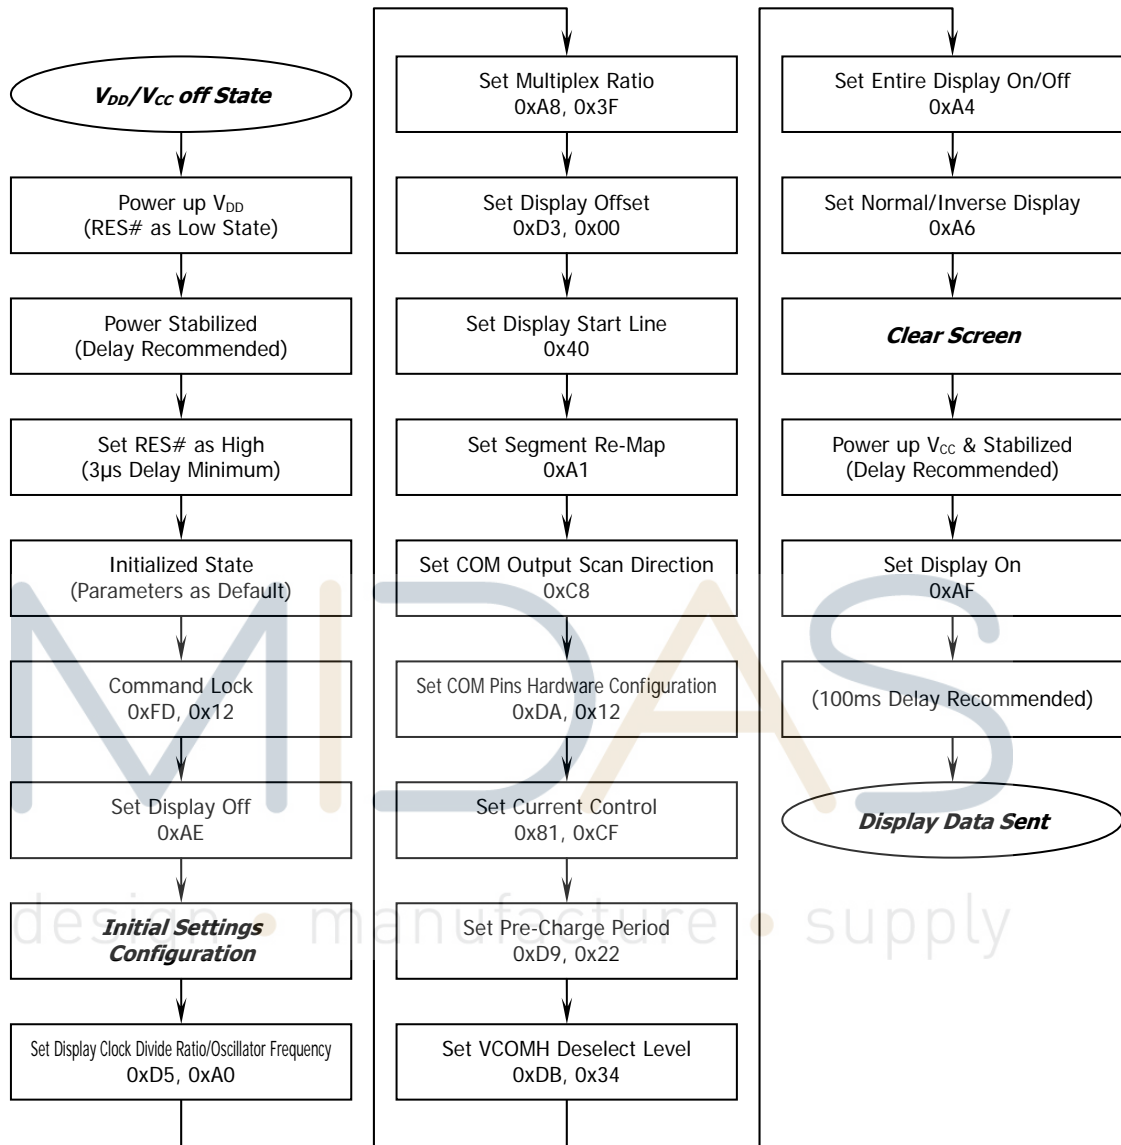 V_DD/V_CC off State
Power up V_DD
(RES# as Low State)
Power Stabilized
(Delay Recommended)
Set RES# as High
(3µs Delay Minimum)
Initialized State
(Parameters as Default)
Command Lock
0xFD, 0x12
Set Display Off
0xAE
Initial Settings
Configuration
Set Display Clock Divide Ratio/Oscillator Frequency
0xD5, 0xA0
Set Multiplex Ratio
0xA8, 0x3F
Set Display Offset
0xD3, 0x00
Set Display Start Line
0x40
Set Segment Re-Map
0xA1
Set COM Output Scan Direction
0xC8
Set COM Pins Hardware Configuration
0xDA, 0x12
Set Current Control
0x81, 0xCF
Set Pre-Charge Period
0xD9, 0x22
Set VCOMH Deselect Level
0xDB, 0x34
Set Entire Display On/Off
0xA4
Set Normal/Inverse Display
0xA6
Clear Screen
Power up V_CC & Stabilized
(Delay Recommended)
Set Display On
0xAF
(100ms Delay Recommended)
Display Data Sent
MIDAS
design • manufacture • supply